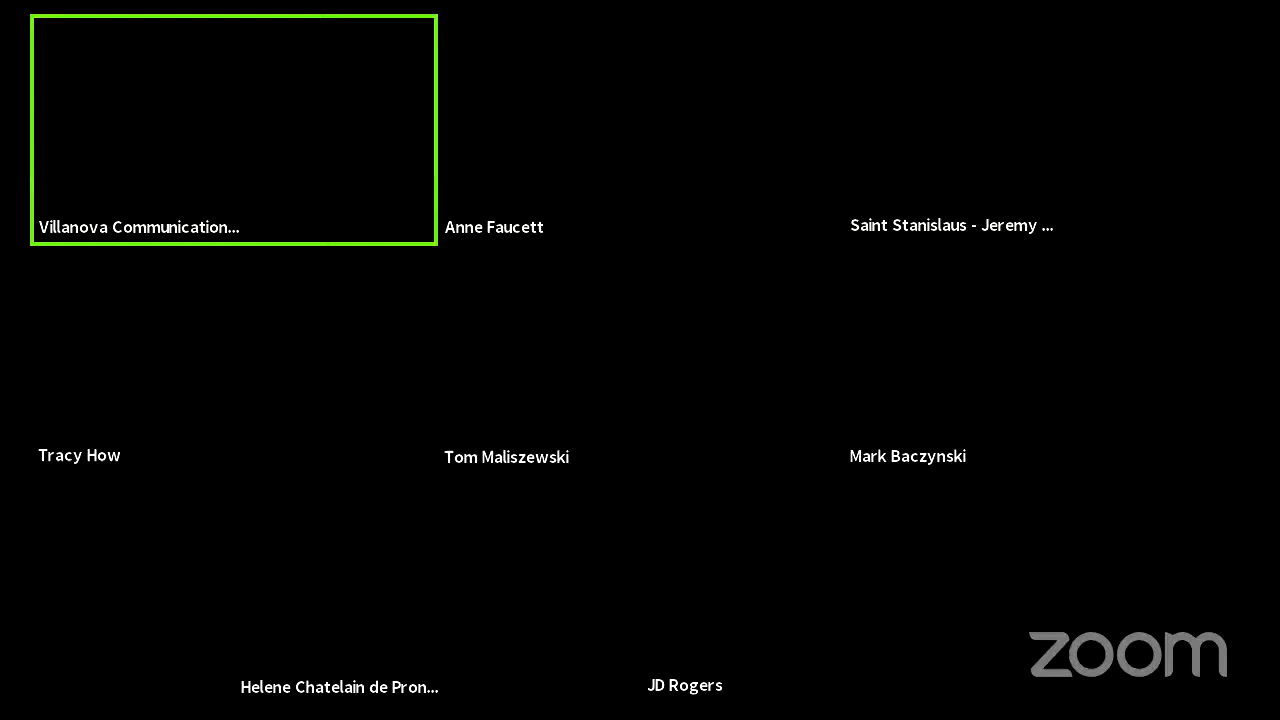 Villanova Communication...
Anne Faucett
Saint Stanislaus - Jeremy ...
Tracy How
Tom Maliszewski
Mark Baczynski
Helene Chatelain de Pron...
JD Rogers
zoom